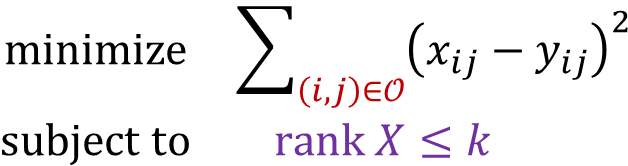 minimize ∑_{(i,j)∈𝒪} (x_{ij} − y_{ij})^2
subject to rank X ≤ k